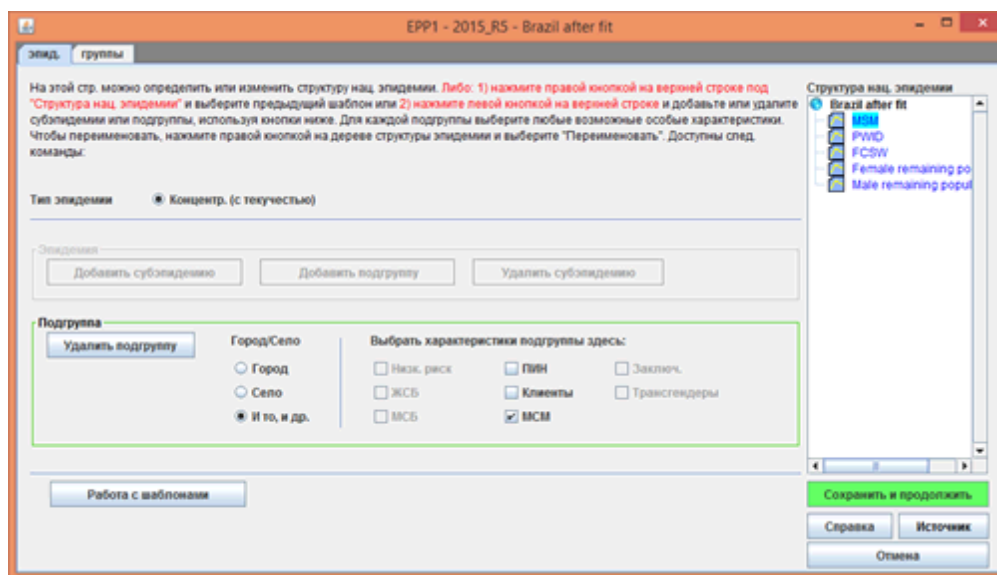 EPP1 - 2015_R5 - Brazil after fit
эпид. группы
На этой стр. можно определить или изменить структуру нац. эпидемии. Либо: 1) нажмите правой кнопкой на верхней строке под
"Структура нац. эпидемии" и выберите предыдущий шаблон или 2) нажмите левой кнопкой на верхней строке и добавьте или удалите
субэпидемии или подгруппы, используя кнопки ниже. Для каждой подгруппы выберите любые возможные особые характеристики.
Чтобы переименовать, нажмите правой кнопкой на дереве структуры эпидемии и выберите "Переименовать". Доступны след.
команды:
Тип эпидемии Концентр. (с текучестью)
Эпидемия
Добавить субэпидемию Добавить подгруппу Удалить субэпидемию
Подгруппа
Удалить подгруппу Город/Село Выбрать характеристики подгруппы здесь:
Город Низк. риск ПИН Заключ.
Село ЖСБ Клиенты Трансгендеры
И то, и др. МСБ МСМ
Работа с шаблонами
Структура нац. эпидемии
Brazil after fit
MSM
PWID
FCSW
Female remaining po
Male remaining popul
Сохранить и продолжить
Справка Источник
Отмена